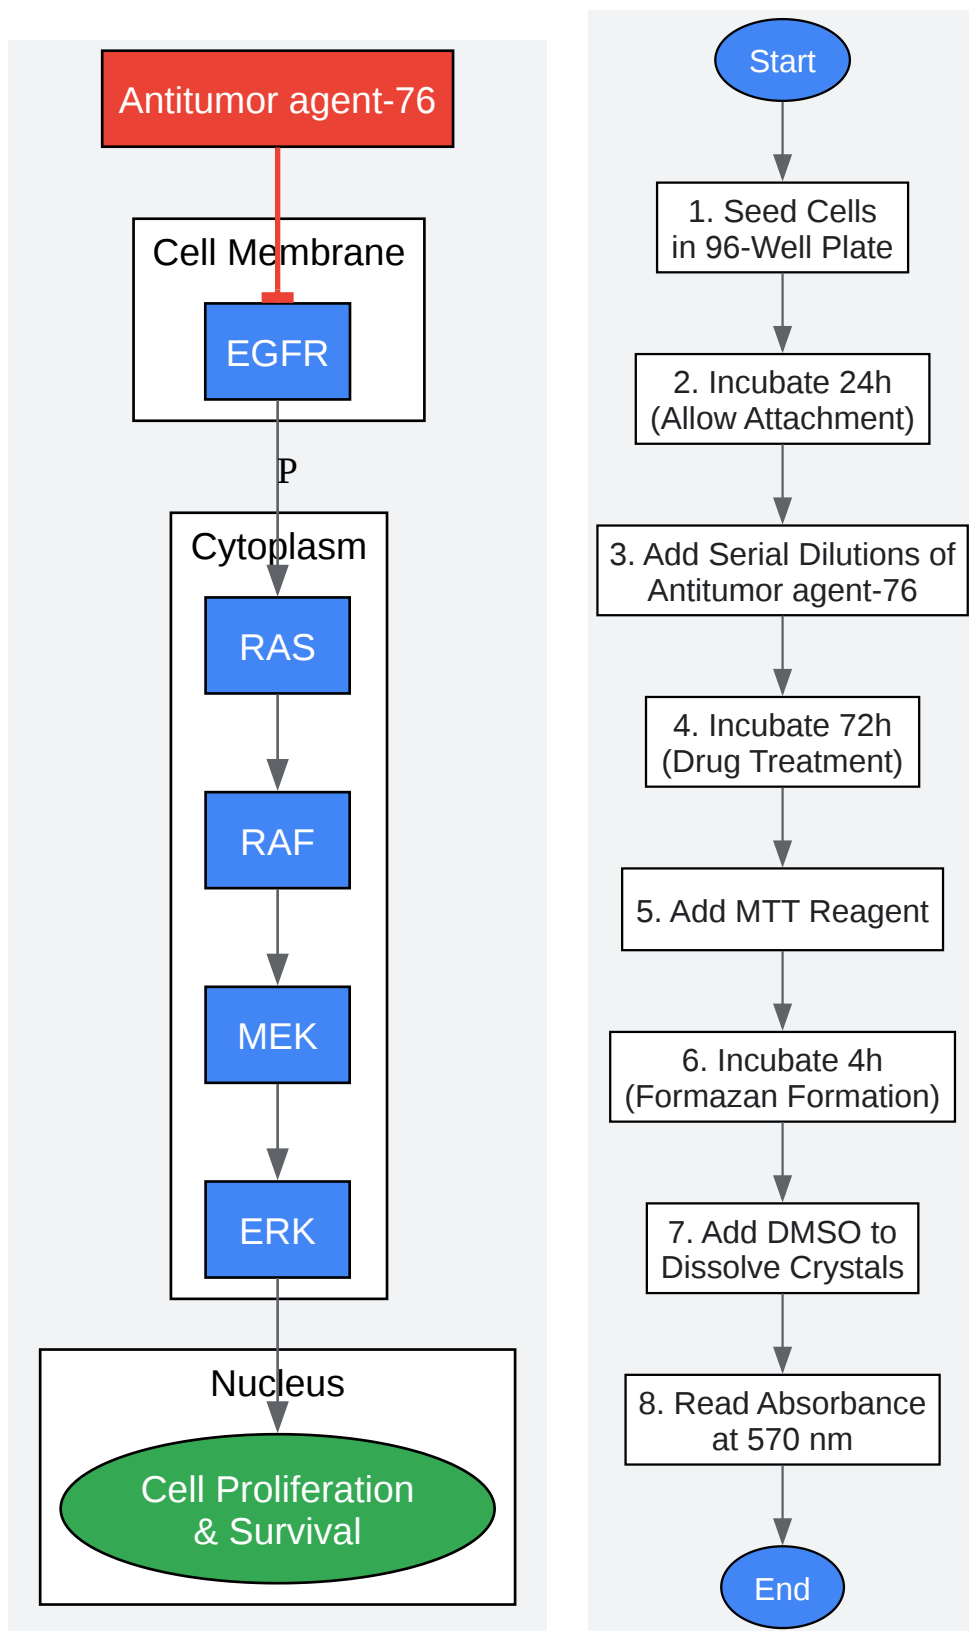 Antitumor agent-76
Cell Membrane
EGFR
P
Cytoplasm
RAS
RAF
MEK
ERK
Nucleus
Cell Proliferation
& Survival
Start
1. Seed Cells
in 96-Well Plate
2. Incubate 24h
(Allow Attachment)
3. Add Serial Dilutions of
Antitumor agent-76
4. Incubate 72h
(Drug Treatment)
5. Add MTT Reagent
6. Incubate 4h
(Formazan Formation)
7. Add DMSO to
Dissolve Crystals
8. Read Absorbance
at 570 nm
End